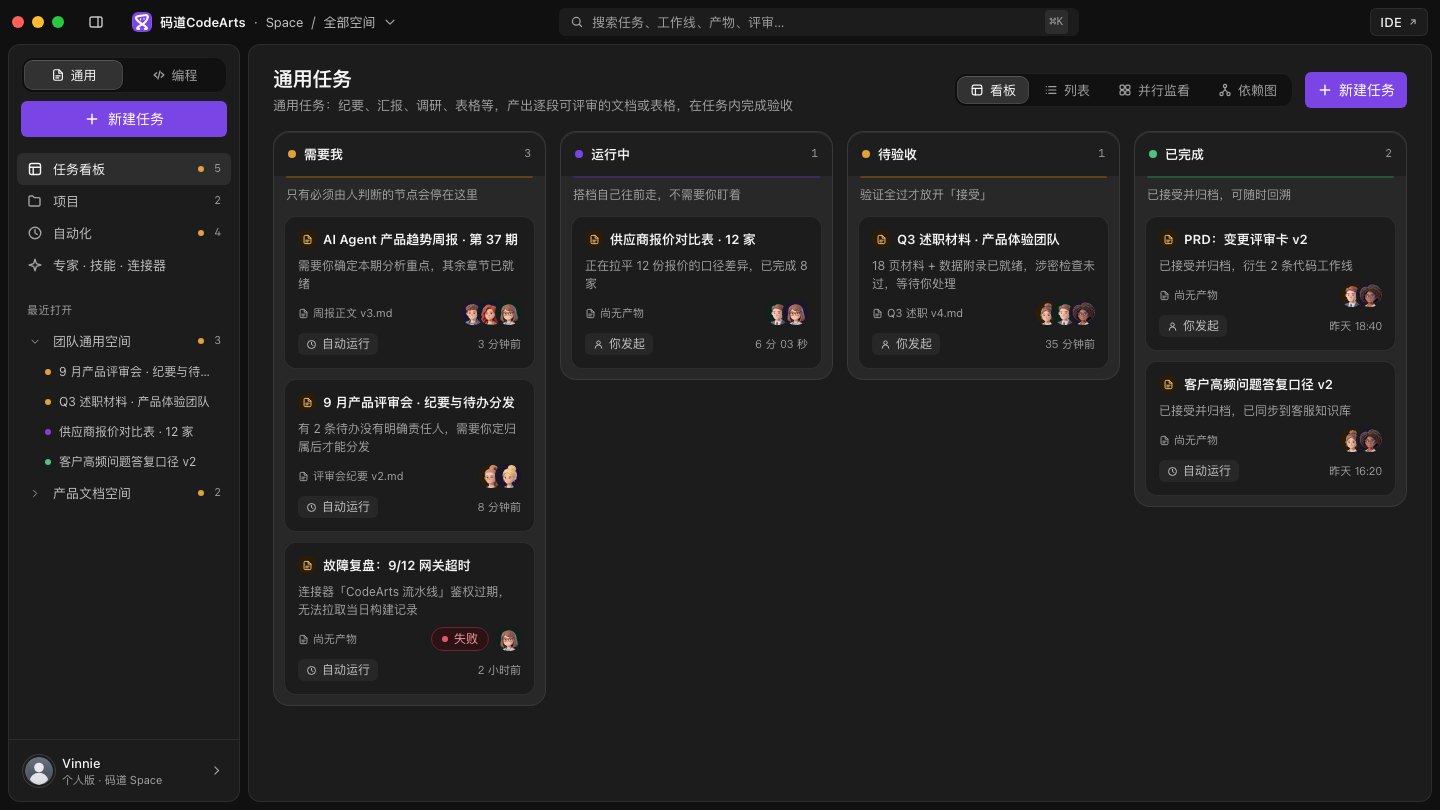 码道CodeArts · Space / 全部空间
搜索任务、工作线、产物、评审...
⌘K
IDE
通用
编程
新建任务
任务看板 5
项目 2
自动化 4
专家 · 技能 · 连接器
最近打开
团队通用空间 3
9 月产品评审会 · 纪要与待...
Q3 述职材料 · 产品体验团队
供应商报价对比表 · 12 家
客户高频问题答复口径 v2
产品文档空间 2
Vinnie
个人版 · 码道 Space
通用任务
通用任务：纪要、汇报、调研、表格等，产出逐段可评审的文档或表格，在任务内完成验收
看板
列表
并行监看
依赖图
新建任务
需要我 3
只有必须由人判断的节点会停在这里
AI Agent 产品趋势周报 · 第 37 期
需要你确定本期分析重点，其余章节已就
绪
周报正文 v3.md
自动运行
3 分钟前
9 月产品评审会 · 纪要与待办分发
有 2 条待办没有明确责任人，需要你定归
属后才能分发
评审会纪要 v2.md
自动运行
8 分钟前
故障复盘：9/12 网关超时
连接器「CodeArts 流水线」鉴权过期，
无法拉取当日构建记录
尚无产物
失败
自动运行
2 小时前
运行中 1
搭档自己往前走，不需要你盯看
供应商报价对比表 · 12 家
正在拉平 12 份报价的口径差异，已完成 8
家
尚无产物
你发起
6 分 03 秒
待验收 1
验证全过才放开「接受」
Q3 述职材料 · 产品体验团队
18 页材料 + 数据附录已就绪，涉密检查未
过，等待你处理
Q3 述职 v4.md
你发起
35 分钟前
已完成 2
已接受并归档，可随时回溯
PRD：变更评审卡 v2
已接受并归档，衍生 2 条代码工作线
尚无产物
你发起
昨天 18:40
客户高频问题答复口径 v2
已接受并归档，已同步到客服知识库
尚无产物
自动运行
昨天 16:20